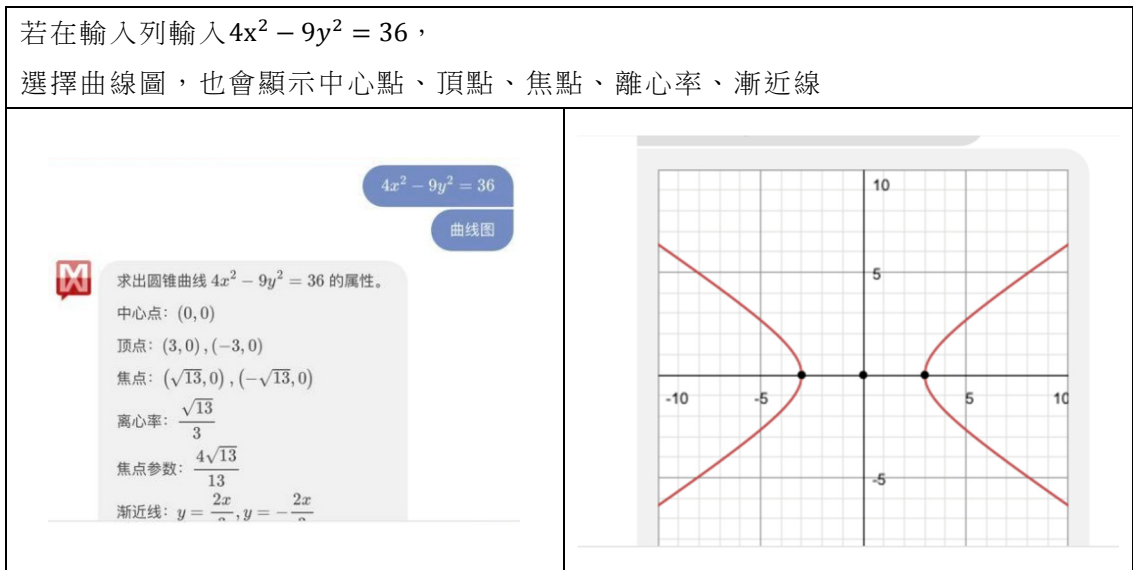 若在輸入列輸入4x² − 9y² = 36，
選擇曲線圖，也會顯示中心點、頂點、焦點、離心率、漸近線
4x² − 9y² = 36
曲线图
求出圆锥曲线 4x² − 9y² = 36 的属性。
中心点: (0, 0)
顶点: (3, 0) , (−3, 0)
焦点: (√13, 0) , (−√13, 0)
离心率: √13/3
焦点参数: 4√13/13
渐近线: y = 2x/, y = −2x/
10
5
-10 -5 5 10
-5